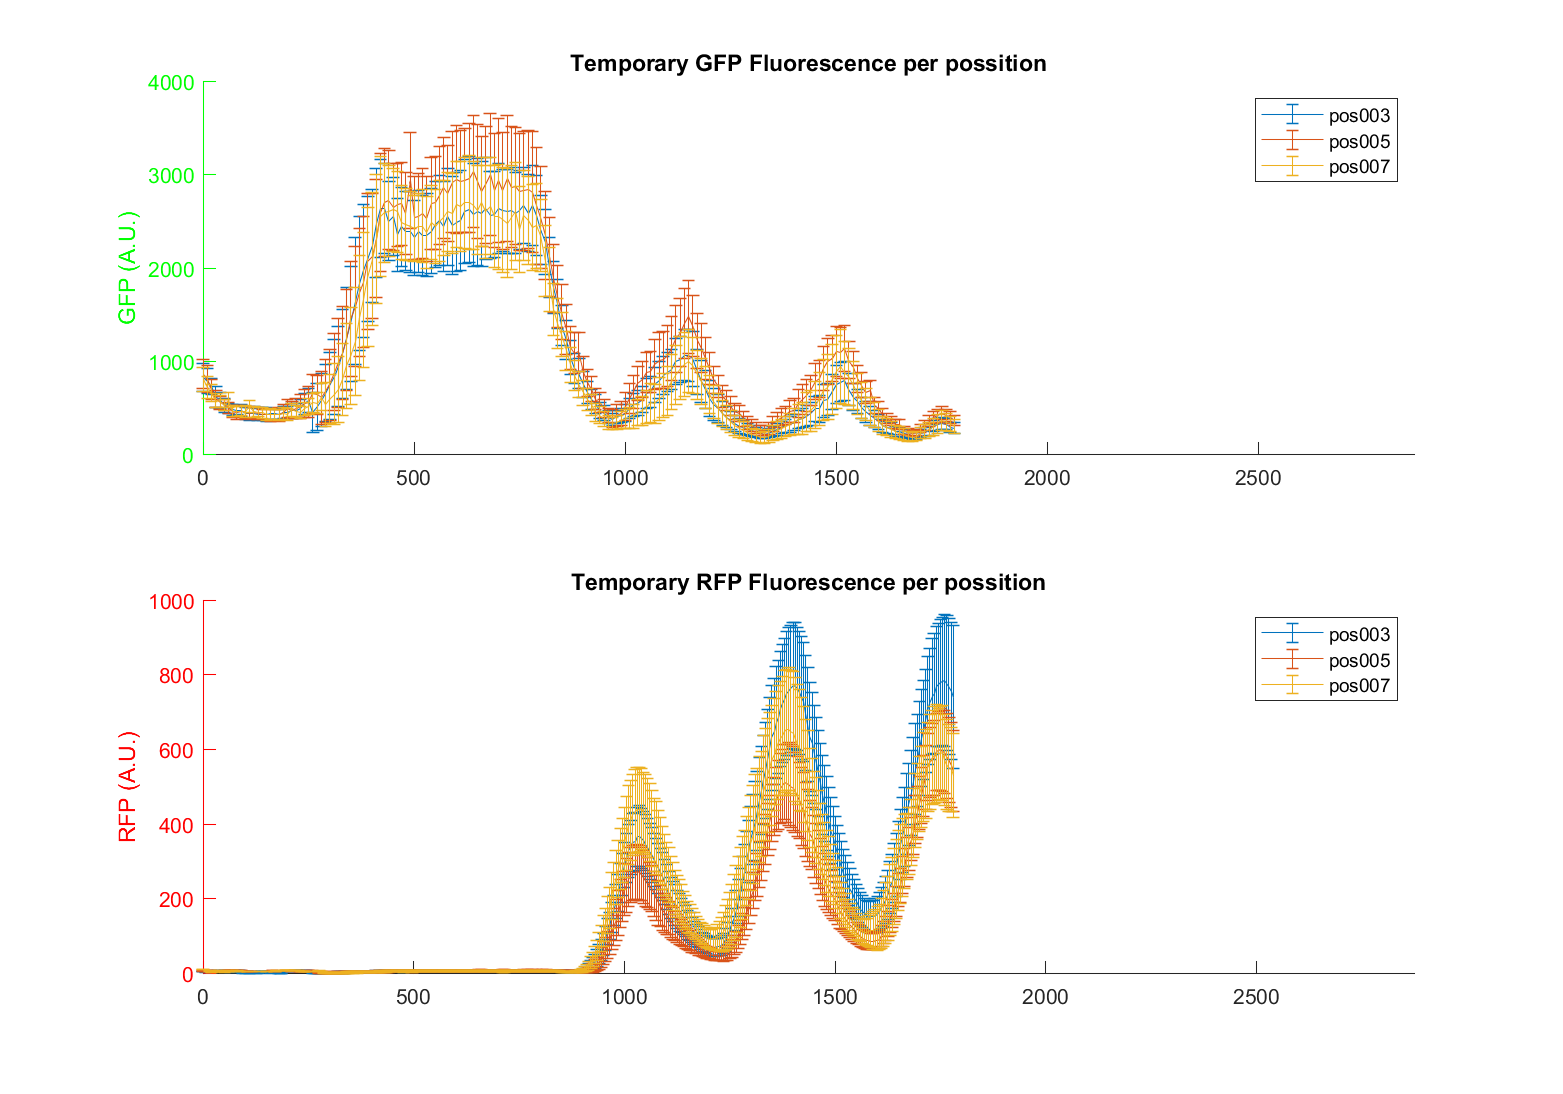 Temporary GFP Fluorescence per possition
4000
3000
2000
1000
0
GFP (A.U.)
0 500 1000 1500 2000 2500
pos003
pos005
pos007
Temporary RFP Fluorescence per possition
1000
800
600
400
200
0
RFP (A.U.)
0 500 1000 1500 2000 2500
pos003
pos005
pos007